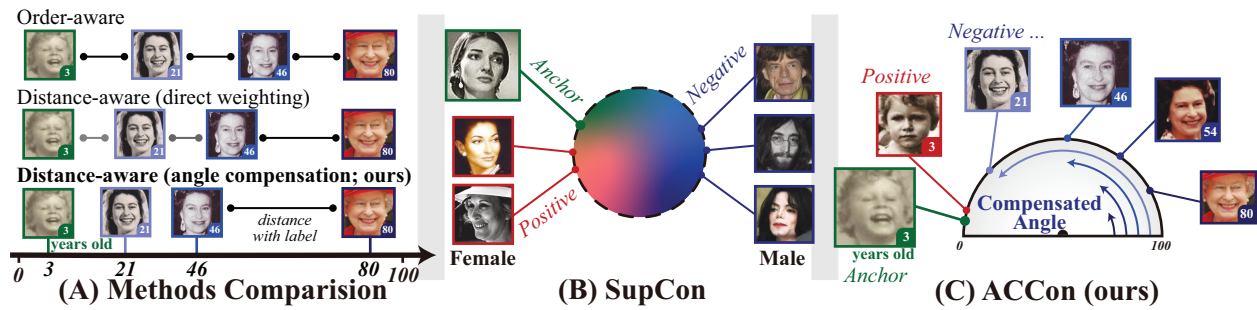 Order-aware
3
21
46
80
Distance-aware (direct weighting)
3
21
46
80
Distance-aware (angle compensation; ours)
3
21
46
80
distance
with label
years old
0
3
21
46
80
100
(A) Methods Comparision
Anchor
Negative
Positive
Female
Male
(B) SupCon
Negative ...
Positive
21
46
3
54
3
80
Compensated
Angle
0
100
years old
Anchor
(C) ACCon (ours)